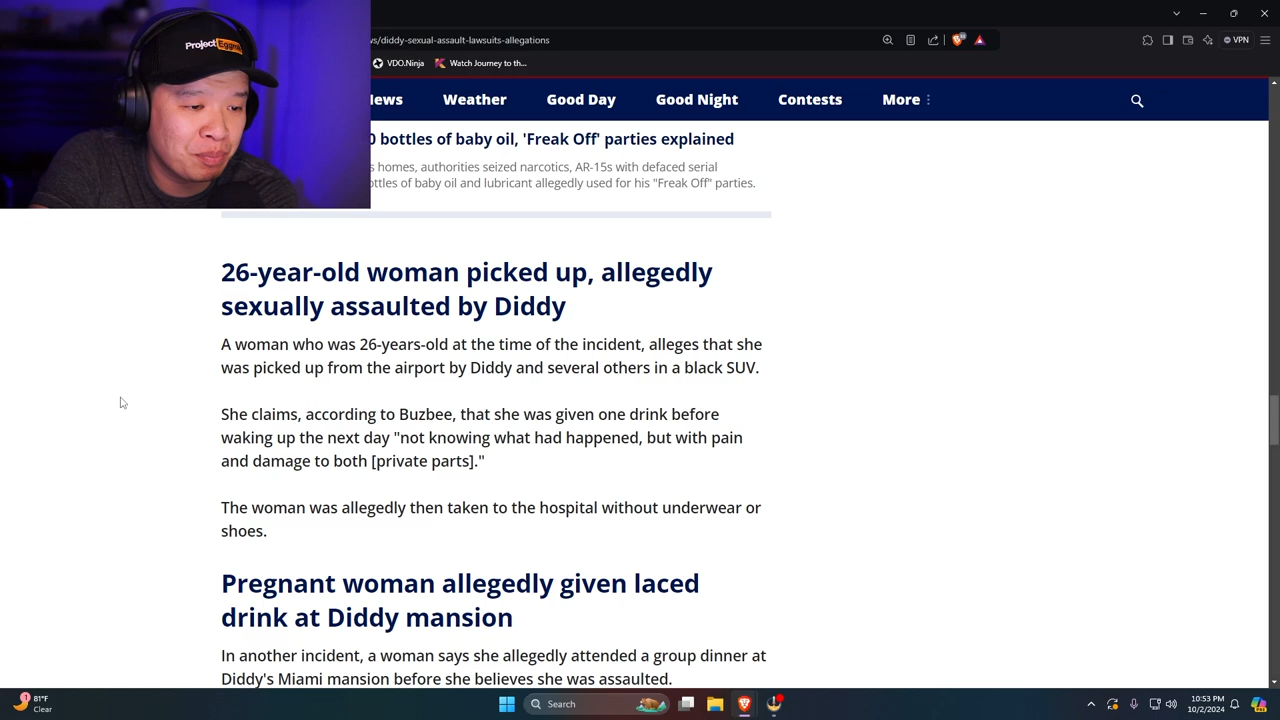 Project Eggroll
ws/diddy-sexual-assault-lawsuits-allegations
VPN
VDO.Ninja
Watch Journey to th...
News
Weather
Good Day
Good Night
Contests
More
0 bottles of baby oil, 'Freak Off' parties explained
s homes, authorities seized narcotics, AR-15s with defaced serial
ottles of baby oil and lubricant allegedly used for his "Freak Off" parties.
26-year-old woman picked up, allegedly
sexually assaulted by Diddy
A woman who was 26-years-old at the time of the incident, alleges that she
was picked up from the airport by Diddy and several others in a black SUV.
She claims, according to Buzbee, that she was given one drink before
waking up the next day "not knowing what had happened, but with pain
and damage to both [private parts]."
The woman was allegedly then taken to the hospital without underwear or
shoes.
Pregnant woman allegedly given laced
drink at Diddy mansion
In another incident, a woman says she allegedly attended a group dinner at
Diddy's Miami mansion before she believes she was assaulted.
81°F
Clear
Search
10:53 PM
10/2/2024